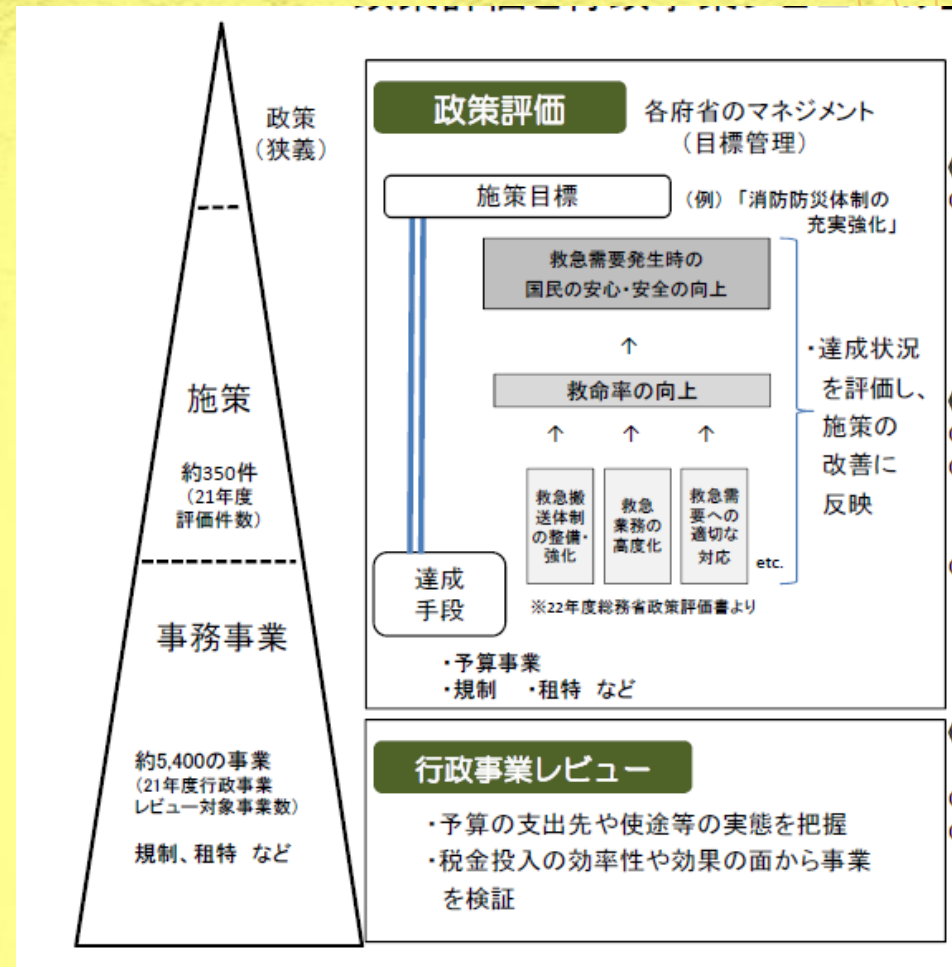 政策
（狭義）
施策
約350件
（21年度
評価件数）
事務事業
約5,400の事業
（21年度行政事業
レビュー対象事業数）
規制、租特 など
政策評価
各府省のマネジメント
（目標管理）
施策目標
（例）「消防防災体制の
充実強化」
救急需要発生時の
国民の安心・安全の向上
↑
救命率の向上
↑ ↑ ↑
救急搬
送体制
の整備・
強化
救急
業務の
高度化
救急需
要への
適切な
対応
etc.
・達成状況
を評価し、
施策の
改善に
反映
達成
手段
※22年度総務省政策評価書より
・予算事業
・規制 ・租特 など
行政事業レビュー
・予算の支出先や使途等の実態を把握
・税金投入の効率性や効果の面から事業
を検証